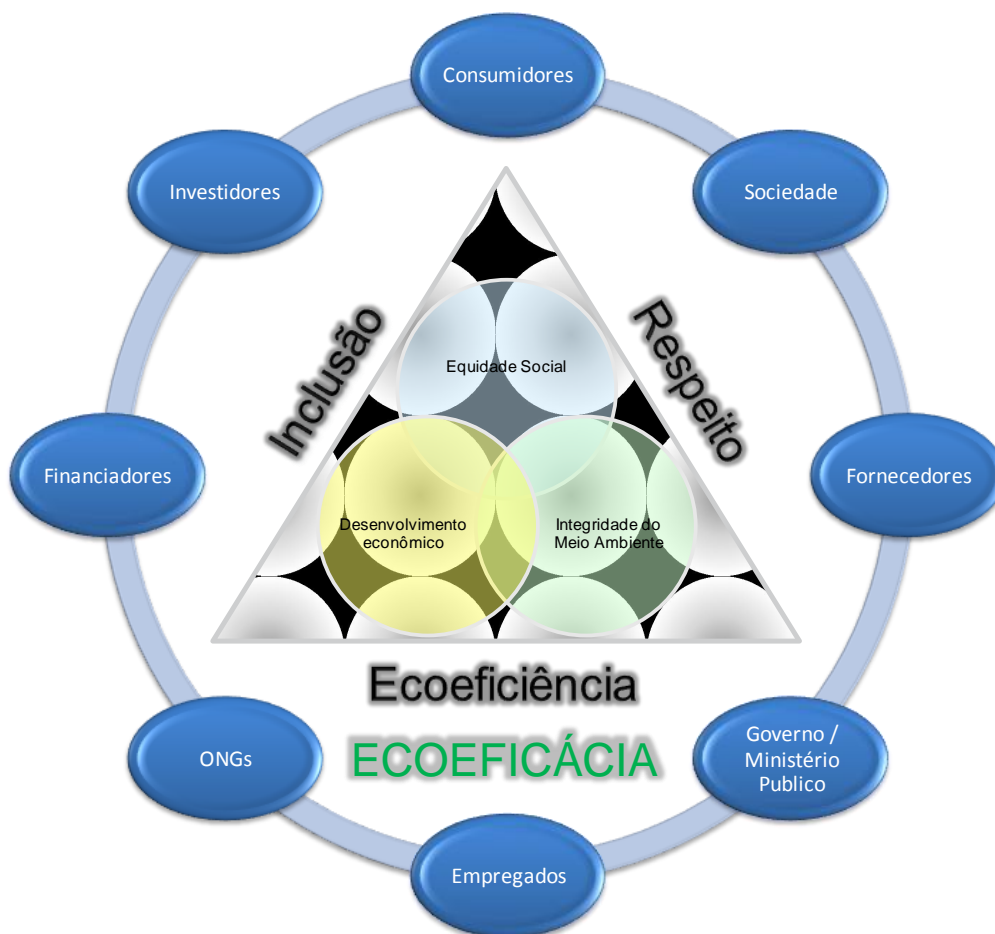 Consumidores
Investidores
Sociedade
Inclusão
Respeito
Equidade Social
Financiadores
Fornecedores
Desenvolvimento
econômico
Integridade do
Meio Ambiente
Ecoeficiência
ECOEFICÁCIA
ONGs
Governo /
Ministério
Publico
Empregados